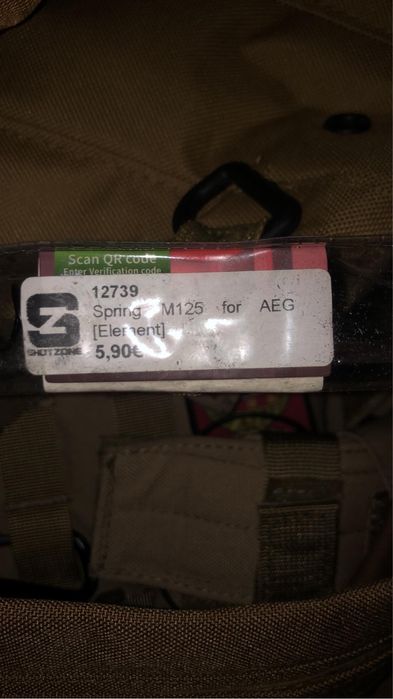 Scan QR code
Enter Verification code
12739
Spring M125 for AEG
[Element]
5,90€
SHOTZONE